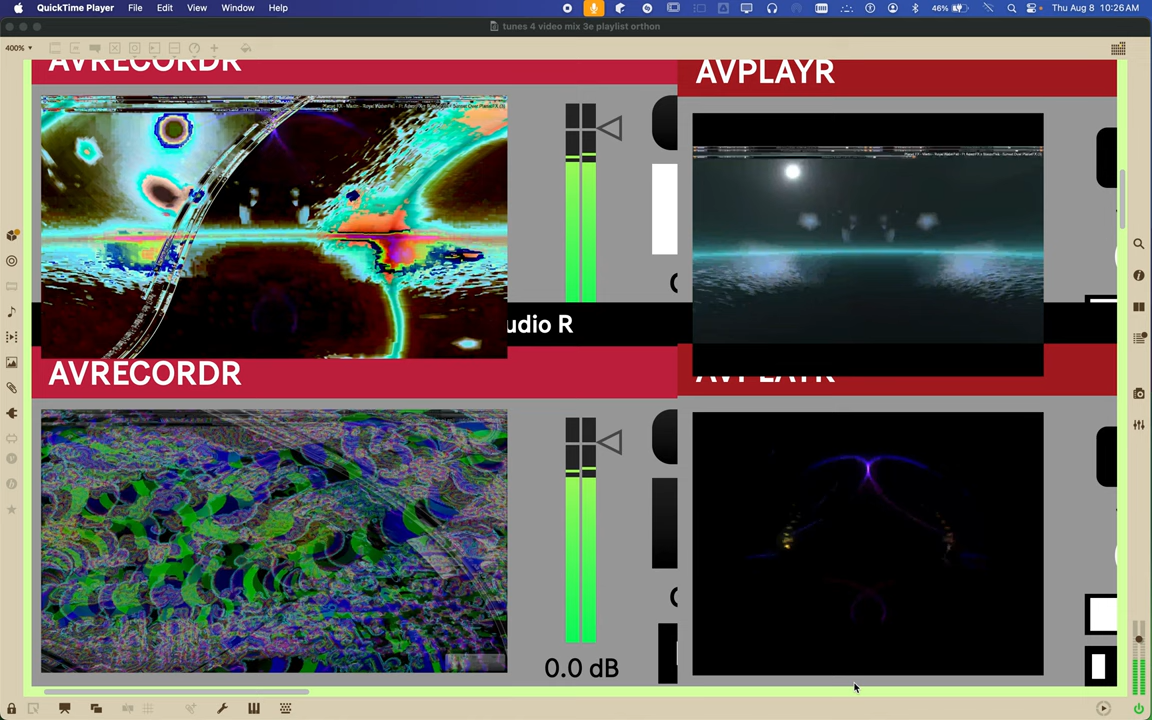 QuickTime Player File Edit View Window Help 46% Thu Aug 8 10:26 AM
tunes 4 video mix 3e playlist orthon
400%
AVRECORDR
AVPLAYR
udio R
AVRECORDR
AVPLAYR
0.0 dB